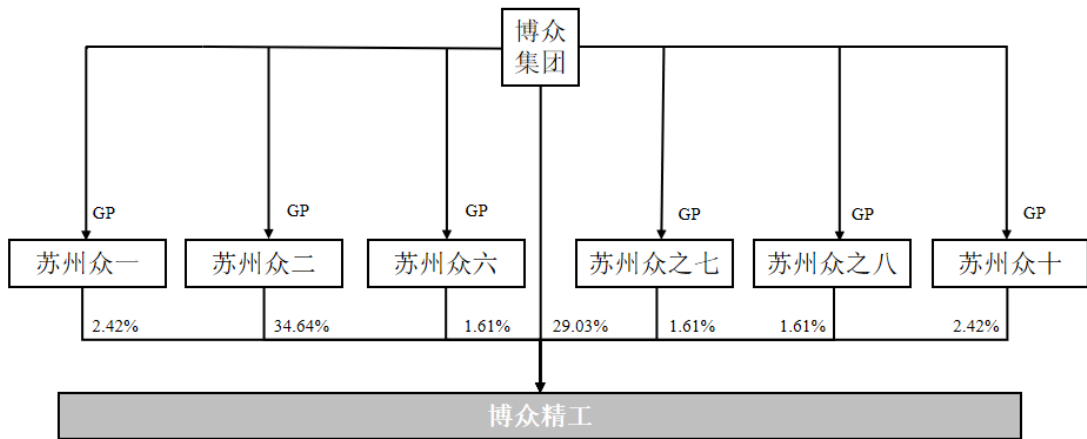 博众
集团
GP GP GP GP GP GP
苏州众一 苏州众二 苏州众六 苏州众之七 苏州众之八 苏州众十
2.42% 34.64% 1.61% 29.03% 1.61% 1.61% 2.42%
博众精工